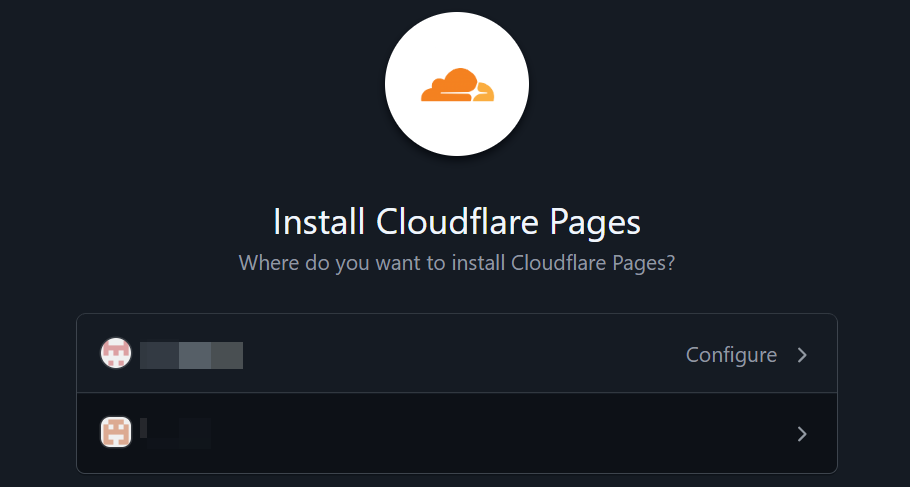 Install Cloudflare Pages
Where do you want to install Cloudflare Pages?
Configure